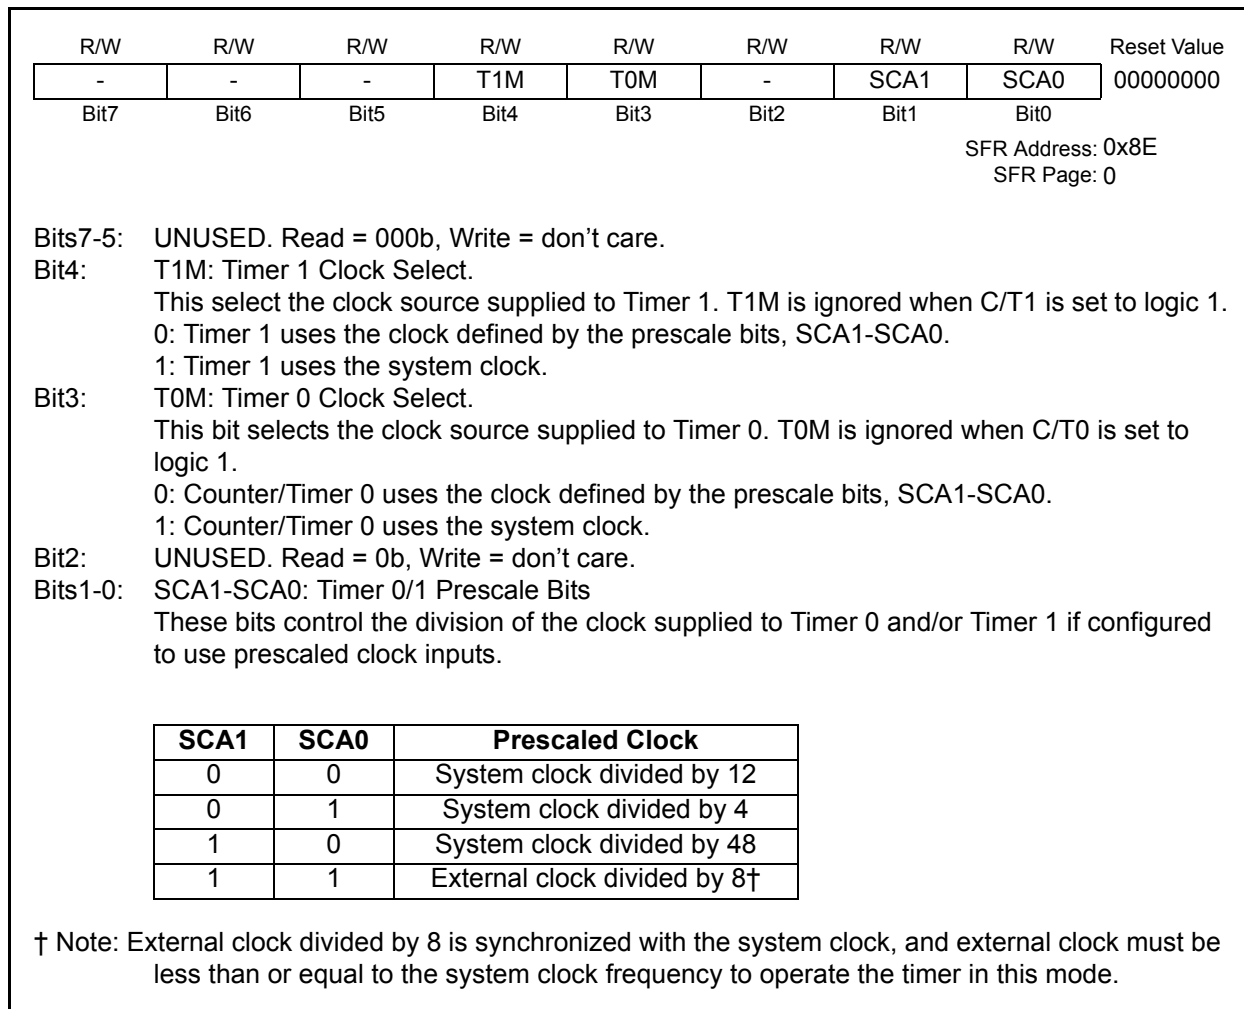 R/W R/W R/W R/W R/W R/W R/W R/W Reset Value
- - - T1M T0M - SCA1 SCA0 00000000
Bit7 Bit6 Bit5 Bit4 Bit3 Bit2 Bit1 Bit0
SFR Address: 0x8E
SFR Page: 0
Bits7-5: UNUSED. Read = 000b, Write = don't care.
Bit4: T1M: Timer 1 Clock Select.
This select the clock source supplied to Timer 1. T1M is ignored when C/T1 is set to logic 1.
0: Timer 1 uses the clock defined by the prescale bits, SCA1-SCA0.
1: Timer 1 uses the system clock.
Bit3: T0M: Timer 0 Clock Select.
This bit selects the clock source supplied to Timer 0. T0M is ignored when C/T0 is set to
logic 1.
0: Counter/Timer 0 uses the clock defined by the prescale bits, SCA1-SCA0.
1: Counter/Timer 0 uses the system clock.
Bit2: UNUSED. Read = 0b, Write = don't care.
Bits1-0: SCA1-SCA0: Timer 0/1 Prescale Bits
These bits control the division of the clock supplied to Timer 0 and/or Timer 1 if configured
to use prescaled clock inputs.
SCA1 SCA0 Prescaled Clock
0 0 System clock divided by 12
0 1 System clock divided by 4
1 0 System clock divided by 48
1 1 External clock divided by 8†
† Note: External clock divided by 8 is synchronized with the system clock, and external clock must be
less than or equal to the system clock frequency to operate the timer in this mode.